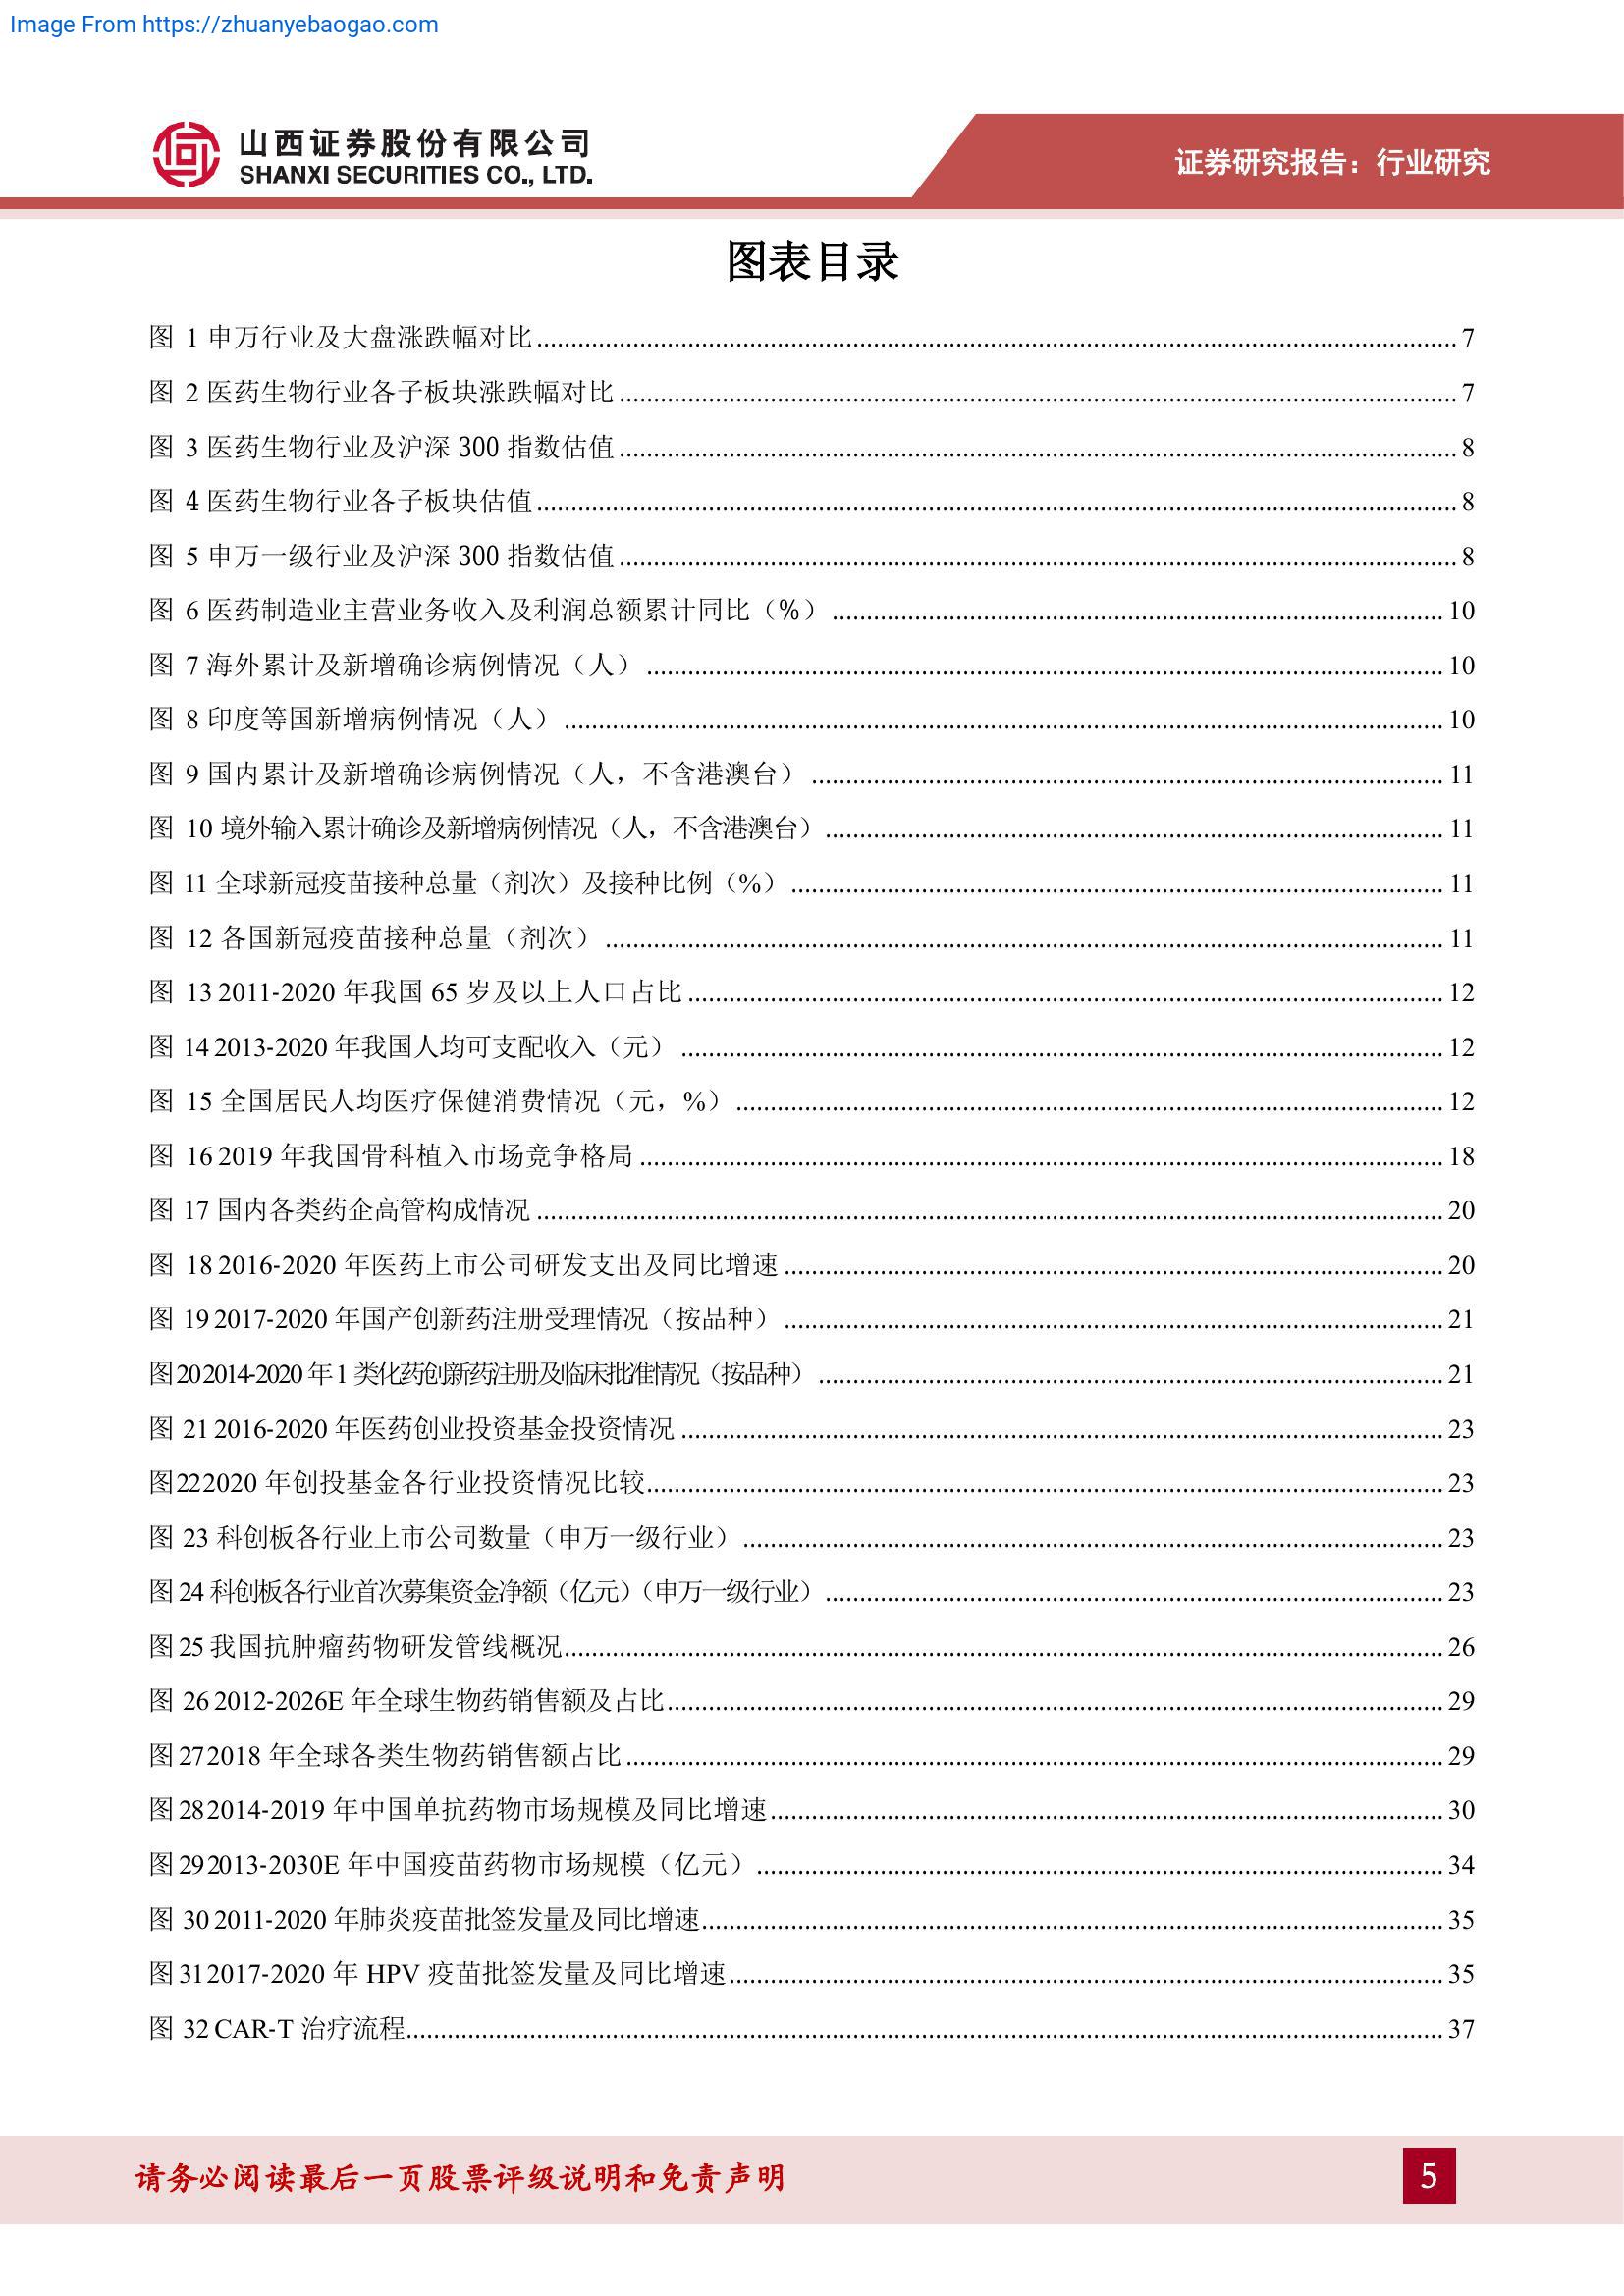 Image From https://zhuanyebaogao.com
山西证券股份有限公司
SHANXI SECURITIES CO., LTD.
证券研究报告：行业研究
图表目录
图 1 申万行业及大盘涨跌幅对比 7
图 2 医药生物行业各子板块涨跌幅对比 7
图 3 医药生物行业及沪深 300 指数估值 8
图 4 医药生物行业各子板块估值 8
图 5 申万一级行业及沪深 300 指数估值 8
图 6 医药制造业主营业务收入及利润总额累计同比（%） 10
图 7 海外累计及新增确诊病例情况（人） 10
图 8 印度等国新增病例情况（人） 10
图 9 国内累计及新增确诊病例情况（人，不含港澳台） 11
图 10 境外输入累计确诊及新增病例情况（人，不含港澳台） 11
图 11 全球新冠疫苗接种总量（剂次）及接种比例（%） 11
图 12 各国新冠疫苗接种总量（剂次） 11
图 13 2011-2020 年我国 65 岁及以上人口占比 12
图 14 2013-2020 年我国人均可支配收入（元） 12
图 15 全国居民人均医疗保健消费情况（元，%） 12
图 16 2019 年我国骨科植入市场竞争格局 18
图 17 国内各类药企高管构成情况 20
图 18 2016-2020 年医药上市公司研发支出及同比增速 20
图 19 2017-2020 年国产创新药注册受理情况（按品种） 21
图 20 2014-2020 年 1 类化药创新药注册及临床批准情况（按品种） 21
图 21 2016-2020 年医药创业投资基金投资情况 23
图 22 2020 年创投基金各行业投资情况比较 23
图 23 科创板各行业上市公司数量（申万一级行业） 23
图 24 科创板各行业首次募集资金净额（亿元）（申万一级行业） 23
图 25 我国抗肿瘤药物研发管线概况 26
图 26 2012-2026E 年全球生物药销售额及占比 29
图 27 2018 年全球各类生物药销售额占比 29
图 28 2014-2019 年中国单抗药物市场规模及同比增速 30
图 29 2013-2030E 年中国疫苗药物市场规模（亿元） 34
图 30 2011-2020 年肺炎疫苗批签发量及同比增速 35
图 31 2017-2020 年 HPV 疫苗批签发量及同比增速 35
图 32 CAR-T 治疗流程 37
请务必阅读最后一页股票评级说明和免责声明
5